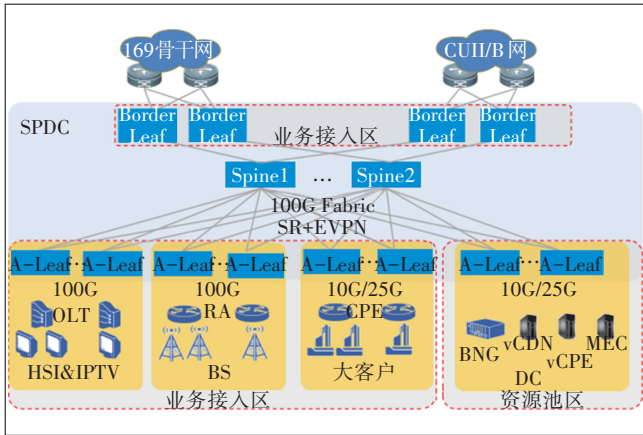 169骨干网
CUII/B 网
SPDC
Border Leaf
Border Leaf
Border Leaf
Border Leaf
业务接入区
Spine1
…
Spine2
100G Fabric
SR+EVPN
A-Leaf…A-Leaf
A-Leaf…A-Leaf
A-Leaf…A-Leaf
A-Leaf…A-Leaf
100G
100G
10G/25G
10G/25G
OLT
RA
CPE
BNG
vCDN
vCPE
MEC
DC
HSI&IPTV
BS
大客户
业务接入区
资源池区